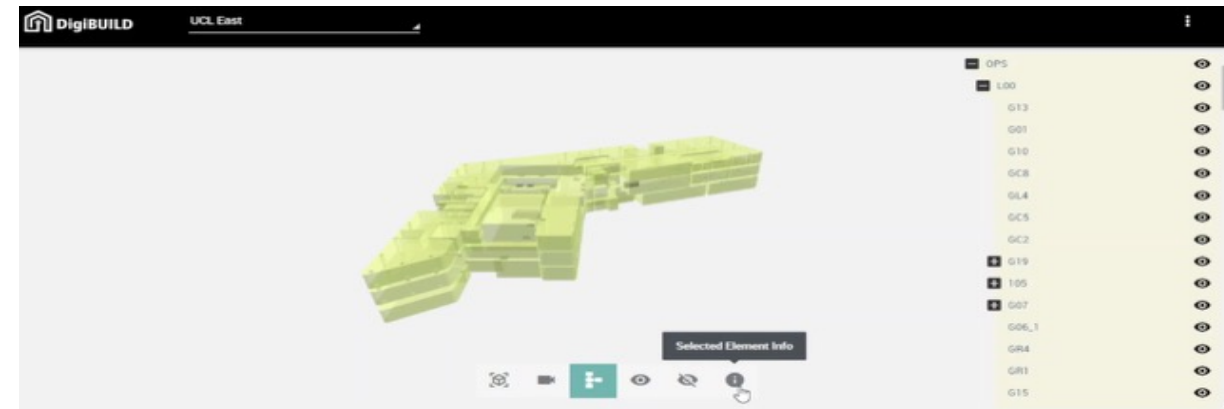 DigiBUILD
UCL East
OPS
L00
G13
G01
G10
GC8
GL4
GC5
GC2
G19
105
G07
G06_1
GR4
GR1
G15
Selected Element Info